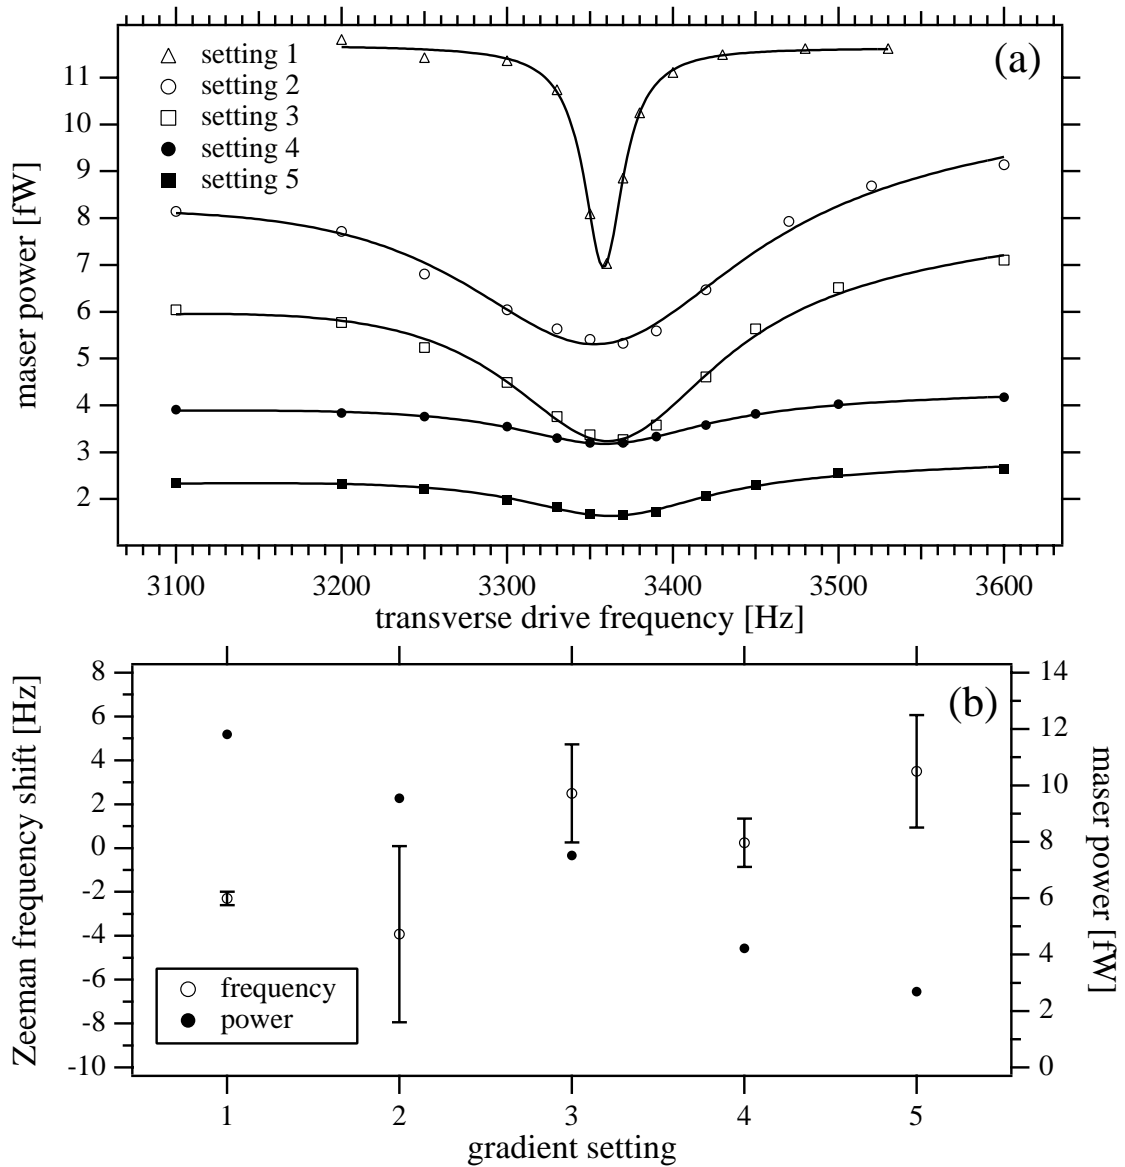 (a)
setting 1
setting 2
setting 3
setting 4
setting 5
11
10
9
8
7
6
5
4
3
2
maser power [fW]
3100 3200 3300 3400 3500 3600
transverse drive frequency [Hz]
(b)
8
6
4
2
0
-2
-4
-6
-8
-10
Zeeman frequency shift [Hz]
frequency
power
14
12
10
8
6
4
2
0
maser power [fW]
1 2 3 4 5
gradient setting